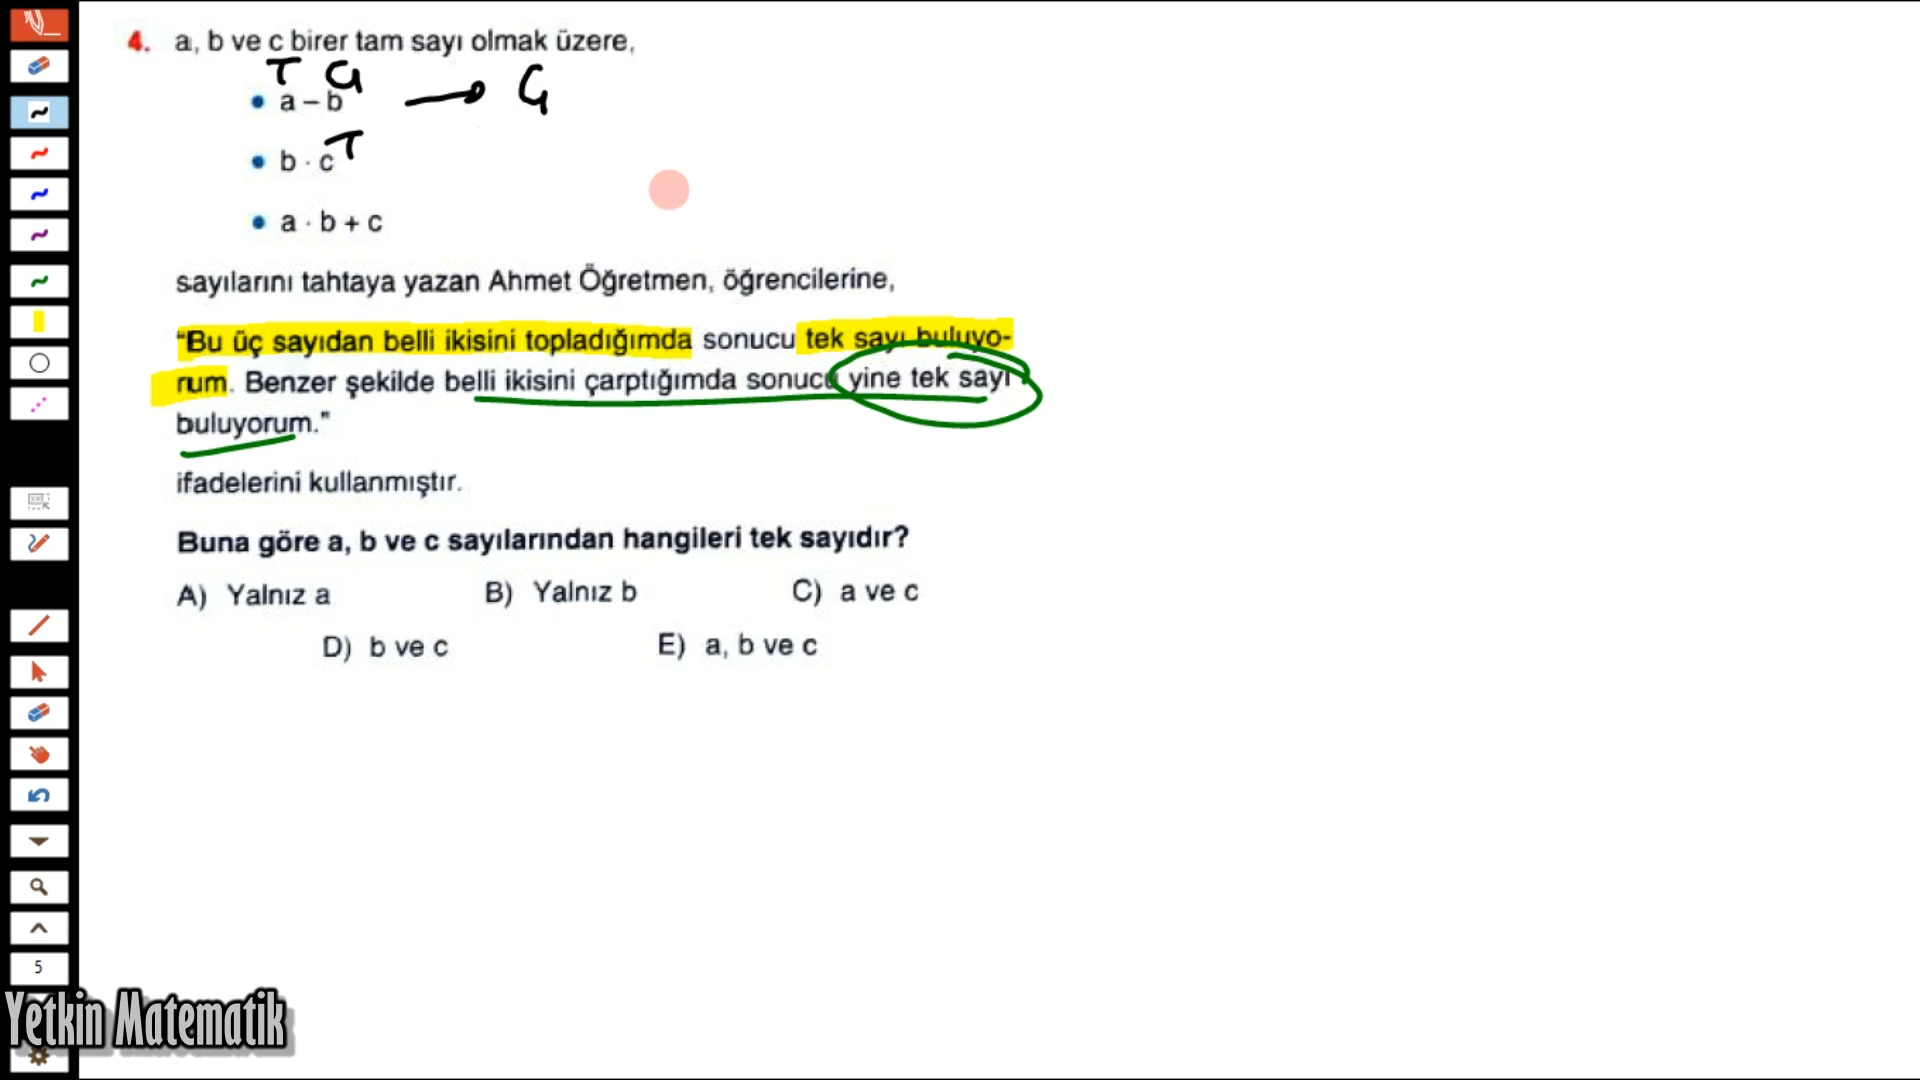 4. a, b ve c birer tam sayı olmak üzere,
T Ç
• a – b → Ç
T
• b · c
• a · b + c
sayılarını tahtaya yazan Ahmet Öğretmen, öğrencilerine,
“Bu üç sayıdan belli ikisini topladığımda sonucu tek sayı buluyo-
rum. Benzer şekilde belli ikisini çarptığımda sonucu yine tek sayı
buluyorum.”
ifadelerini kullanmıştır.
Buna göre a, b ve c sayılarından hangileri tek sayıdır?
A) Yalnız a B) Yalnız b C) a ve c
D) b ve c E) a, b ve c
5
Yetkin Matematik